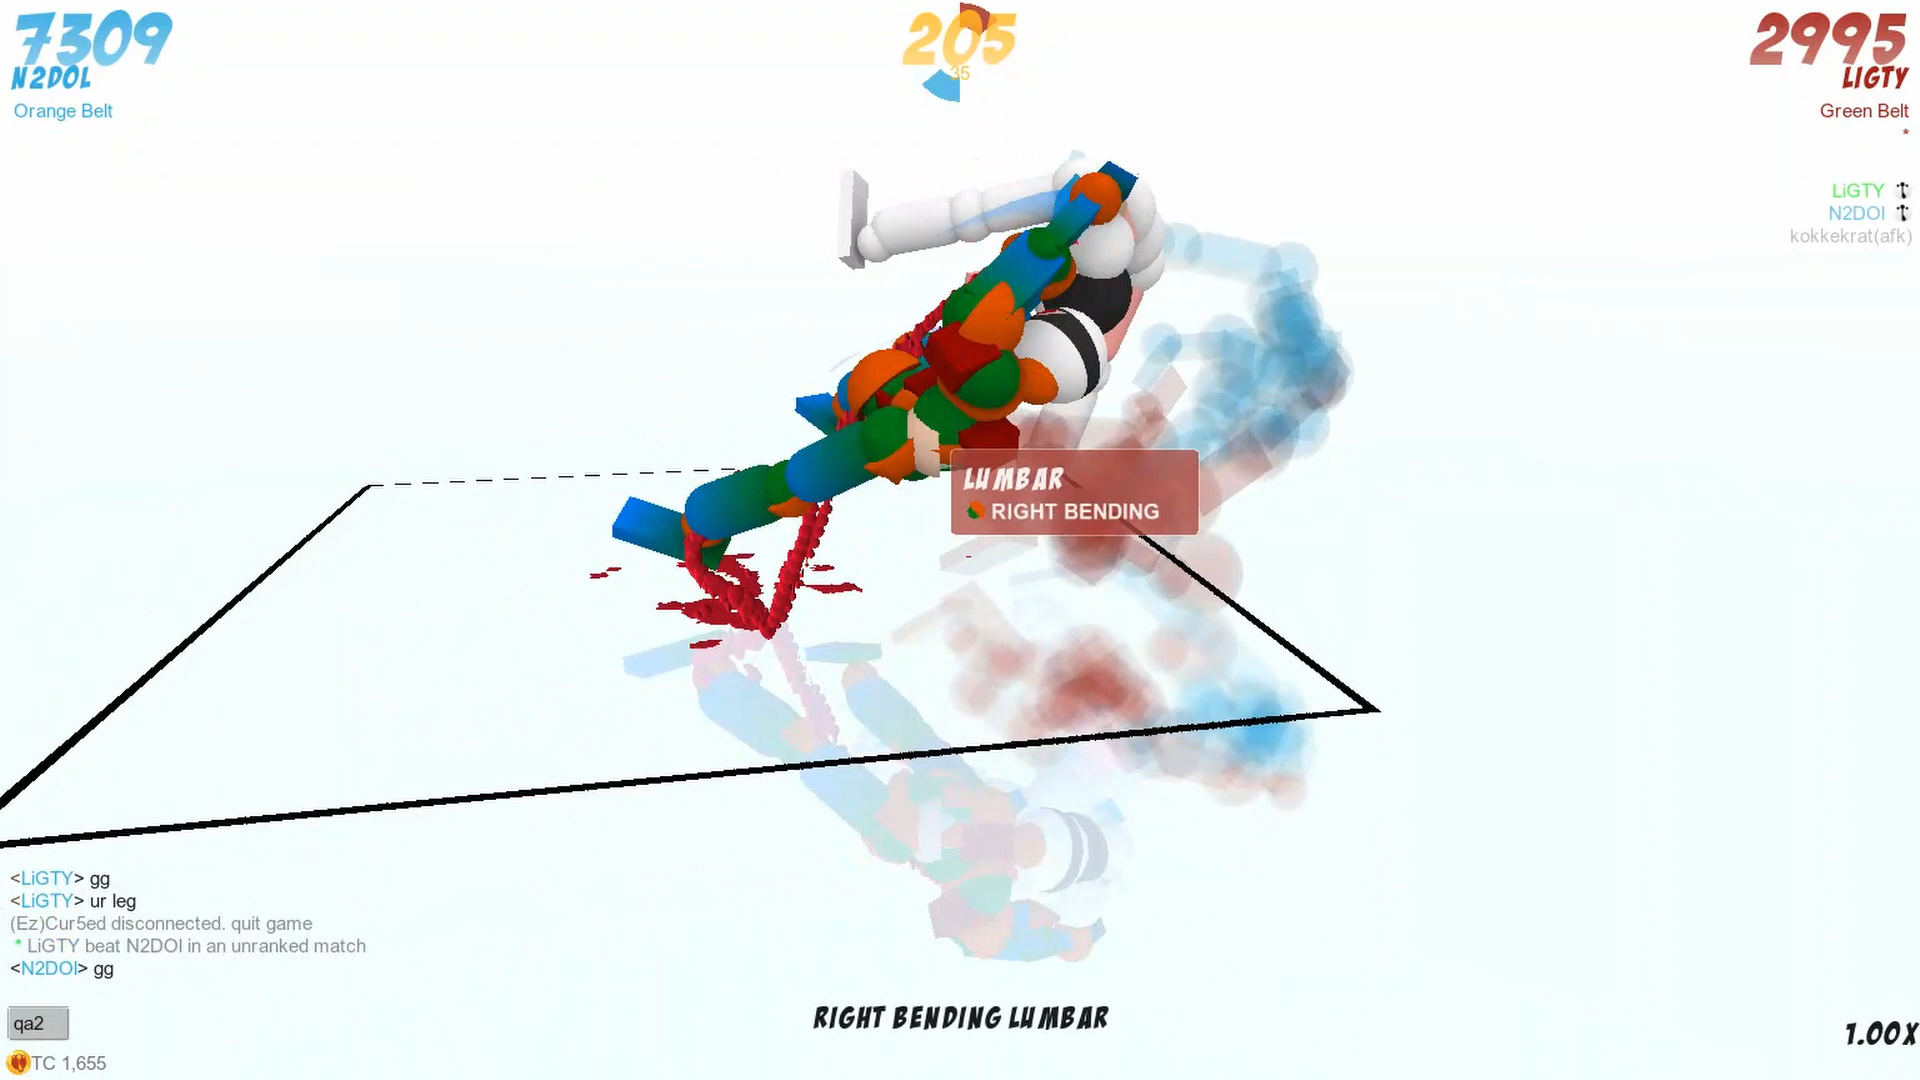 7309
N2DOL
Orange Belt
205
35
2995
LIGTY
Green Belt
*
LiGTY
N2DOI
kokkekrat(afk)
LUMBAR
RIGHT BENDING
<LiGTY> gg
<LiGTY> ur leg
(Ez)Cur5ed disconnected. quit game
* LiGTY beat N2DOI in an unranked match
<N2DOI> gg
qa2
RIGHT BENDING LUMBAR
1.00X
TC 1,655